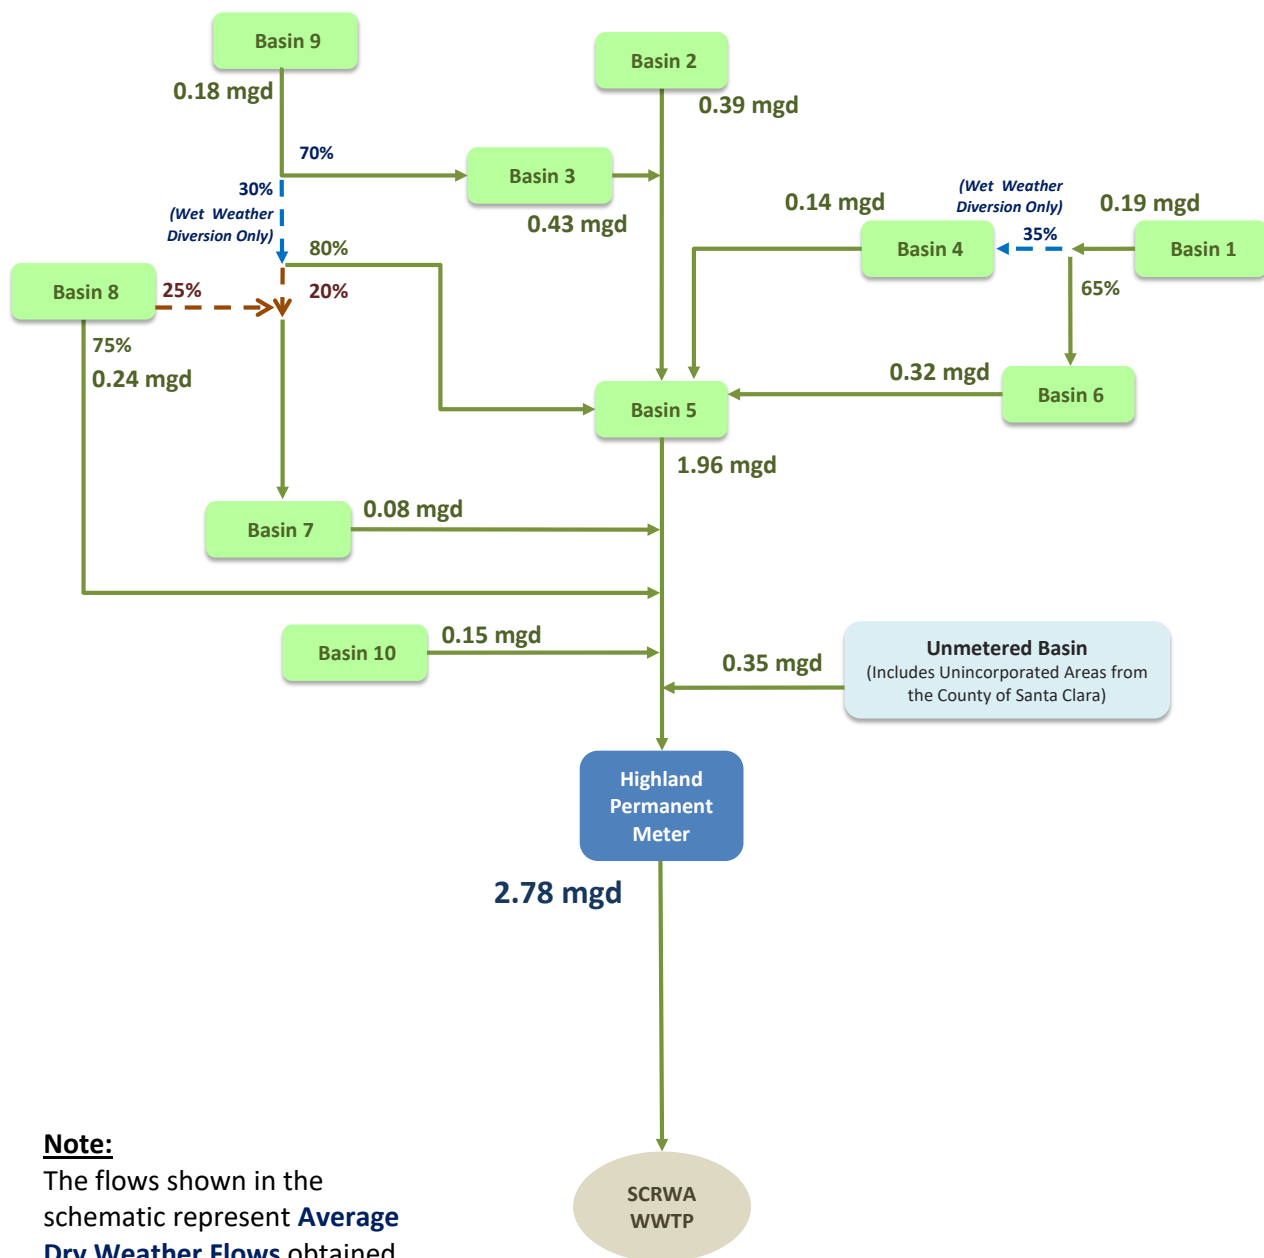 Basin 9
Basin 2
0.18 mgd
0.39 mgd
70%
Basin 3
30%
(Wet Weather
Diversion Only)
0.43 mgd
(Wet Weather
Diversion Only)
0.14 mgd
0.19 mgd
35%
Basin 4
Basin 1
80%
65%
Basin 8
25%
20%
75%
0.24 mgd
0.32 mgd
Basin 5
Basin 6
1.96 mgd
0.08 mgd
Basin 7
0.15 mgd
Basin 10
0.35 mgd
Unmetered Basin
(Includes Unincorporated Areas from
the County of Santa Clara)
Highland
Permanent
Meter
2.78 mgd
SCRWA
WWTP
Note:
The flows shown in the
schematic represent Average
Dry Weather Flows obtained